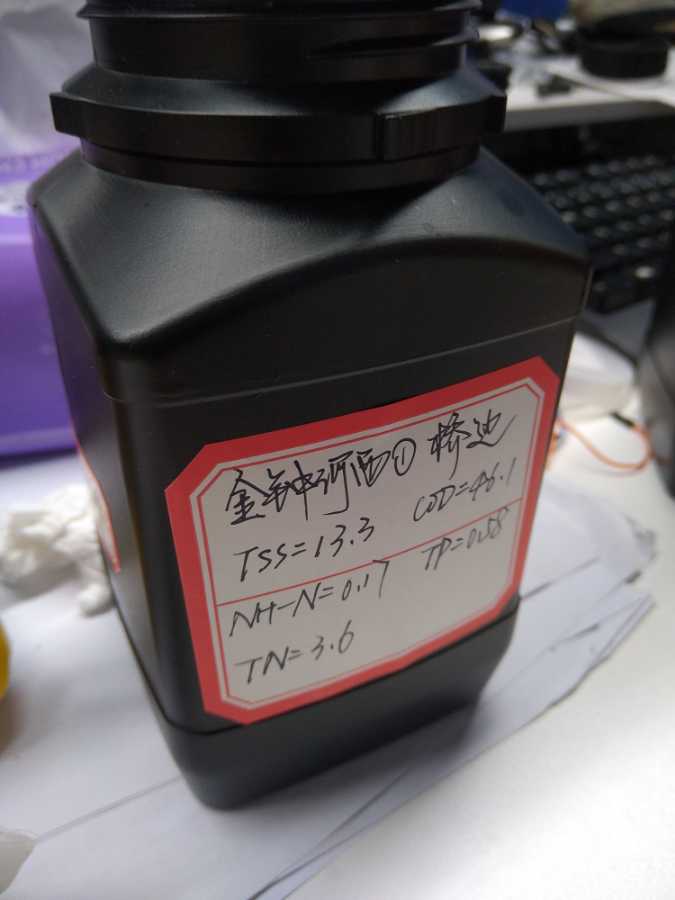 金钟河西① 桥边
TSS=13.3 COD=46.1
NH-N=0.17 TP=0.58
TN=3.6